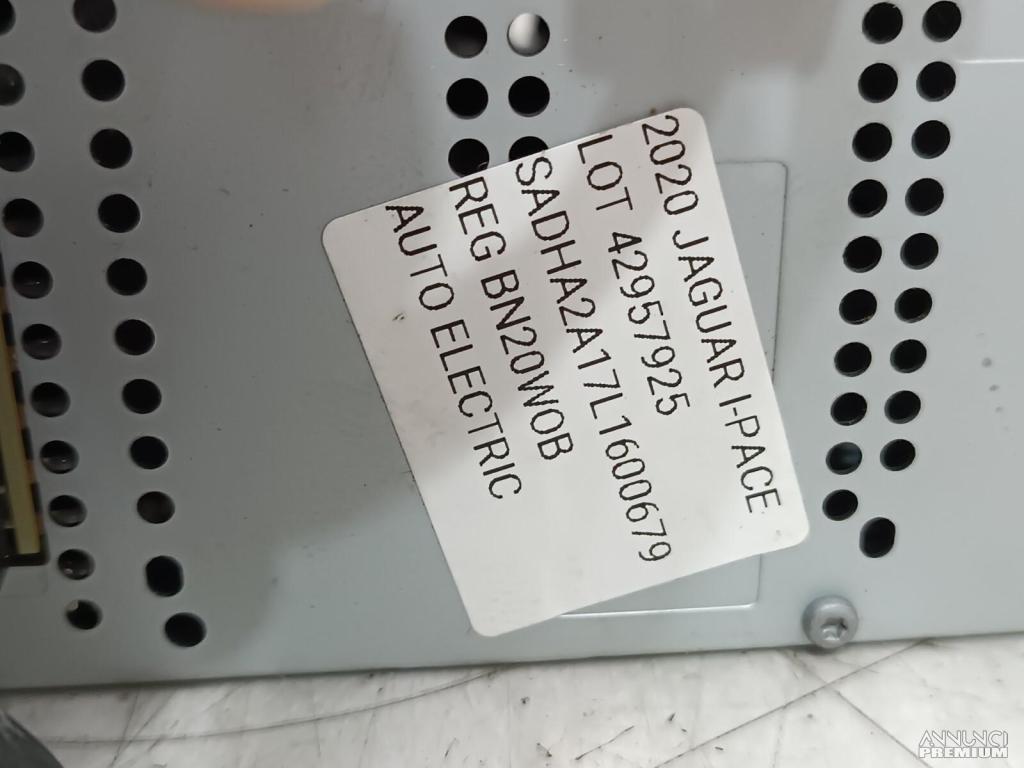 2020 JAGUAR I-PACE
LOT 42957925
SADHA2A17L1600679
REG BN20WOB
AUTO ELECTRIC
ANNUNCI
PREMIUM